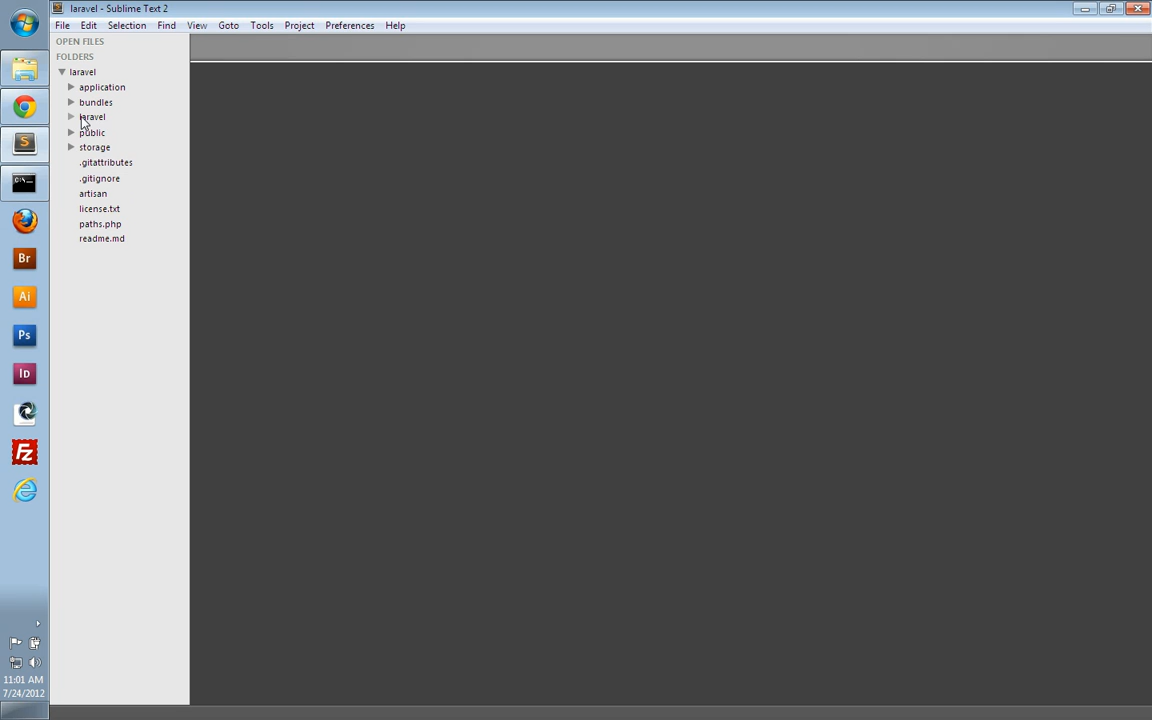 laravel - Sublime Text 2
File Edit Selection Find View Goto Tools Project Preferences Help
OPEN FILES
FOLDERS
laravel
application
bundles
laravel
public
storage
.gitattributes
.gitignore
artisan
license.txt
paths.php
readme.md
S
C:\
Br
Ai
Ps
Id
Fz
11:01 AM
7/24/2012